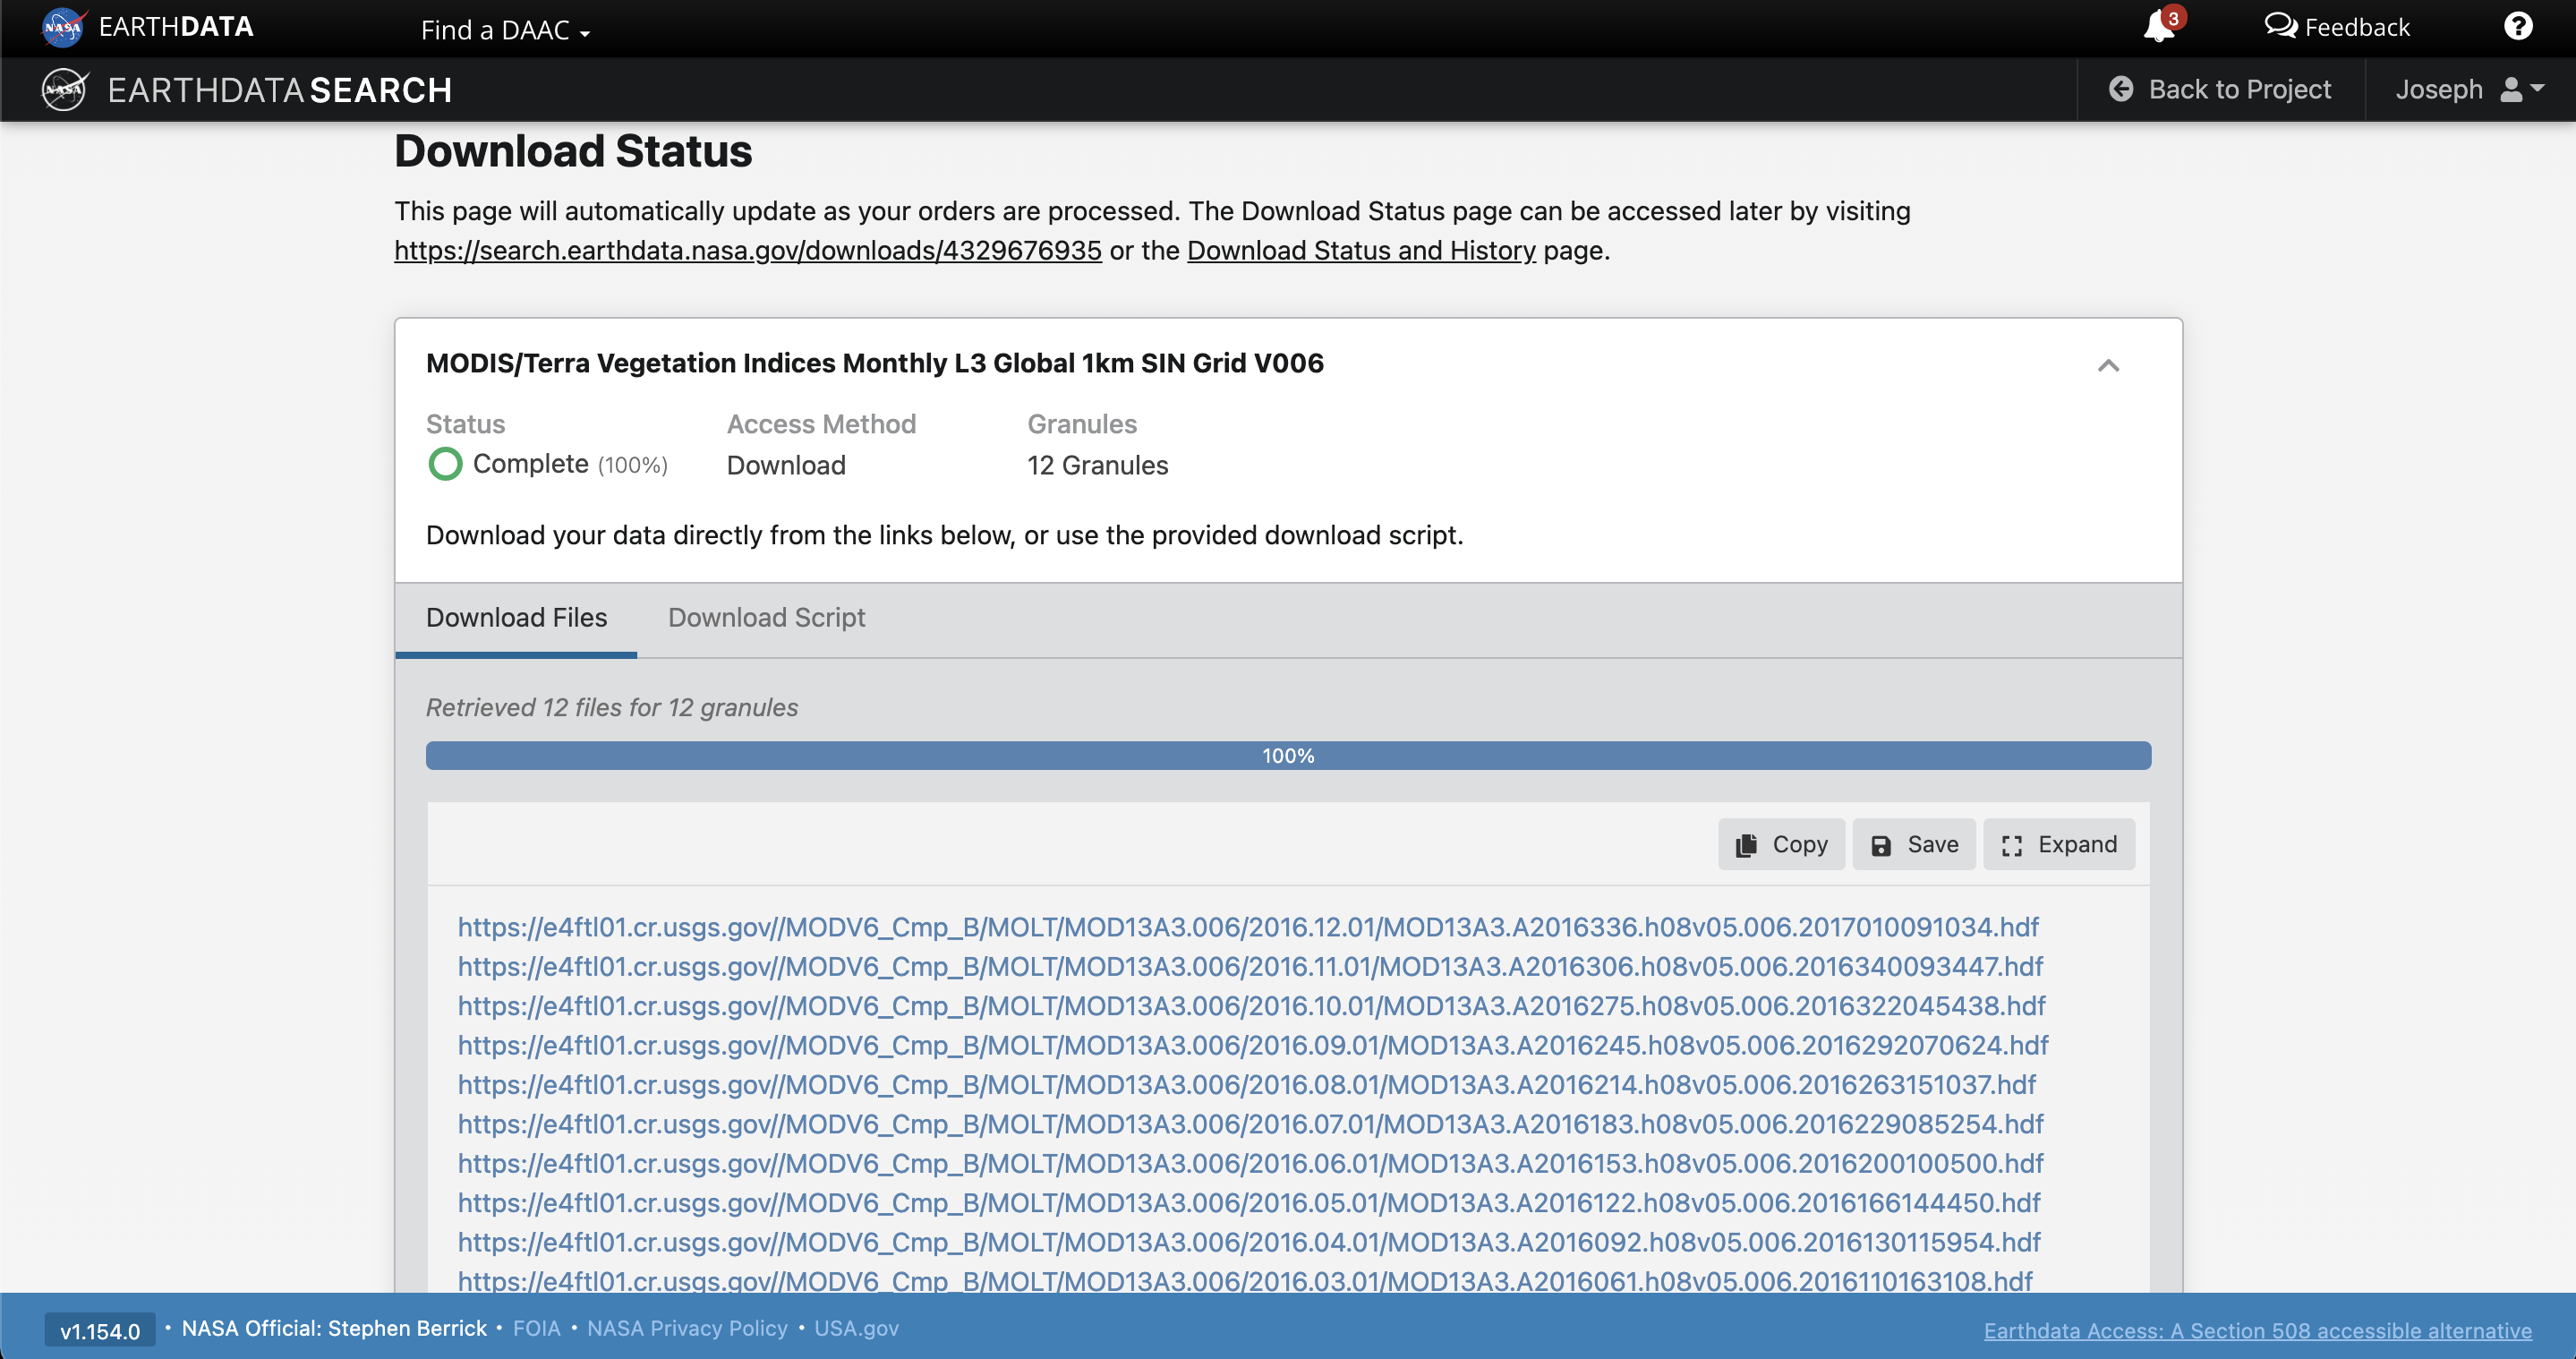 NASA EARTHDATA Find a DAAC 3 Feedback ?
NASA EARTHDATA SEARCH Back to Project Joseph
Download Status
This page will automatically update as your orders are processed. The Download Status page can be accessed later by visiting
https://search.earthdata.nasa.gov/downloads/4329676935 or the Download Status and History page.
MODIS/Terra Vegetation Indices Monthly L3 Global 1km SIN Grid V006
Status Access Method Granules
Complete (100%) Download 12 Granules
Download your data directly from the links below, or use the provided download script.
Download Files Download Script
Retrieved 12 files for 12 granules
100%
Copy Save Expand
https://e4ftl01.cr.usgs.gov//MODV6_Cmp_B/MOLT/MOD13A3.006/2016.12.01/MOD13A3.A2016336.h08v05.006.2017010091034.hdf
https://e4ftl01.cr.usgs.gov//MODV6_Cmp_B/MOLT/MOD13A3.006/2016.11.01/MOD13A3.A2016306.h08v05.006.2016340093447.hdf
https://e4ftl01.cr.usgs.gov//MODV6_Cmp_B/MOLT/MOD13A3.006/2016.10.01/MOD13A3.A2016275.h08v05.006.2016322045438.hdf
https://e4ftl01.cr.usgs.gov//MODV6_Cmp_B/MOLT/MOD13A3.006/2016.09.01/MOD13A3.A2016245.h08v05.006.2016292070624.hdf
https://e4ftl01.cr.usgs.gov//MODV6_Cmp_B/MOLT/MOD13A3.006/2016.08.01/MOD13A3.A2016214.h08v05.006.2016263151037.hdf
https://e4ftl01.cr.usgs.gov//MODV6_Cmp_B/MOLT/MOD13A3.006/2016.07.01/MOD13A3.A2016183.h08v05.006.2016229085254.hdf
https://e4ftl01.cr.usgs.gov//MODV6_Cmp_B/MOLT/MOD13A3.006/2016.06.01/MOD13A3.A2016153.h08v05.006.2016200100500.hdf
https://e4ftl01.cr.usgs.gov//MODV6_Cmp_B/MOLT/MOD13A3.006/2016.05.01/MOD13A3.A2016122.h08v05.006.2016166144450.hdf
https://e4ftl01.cr.usgs.gov//MODV6_Cmp_B/MOLT/MOD13A3.006/2016.04.01/MOD13A3.A2016092.h08v05.006.2016130115954.hdf
https://e4ftl01.cr.usgs.gov//MODV6_Cmp_B/MOLT/MOD13A3.006/2016.03.01/MOD13A3.A2016061.h08v05.006.2016110163108.hdf
v1.154.0 • NASA Official: Stephen Berrick • FOIA • NASA Privacy Policy • USA.gov Earthdata Access: A Section 508 accessible alternative